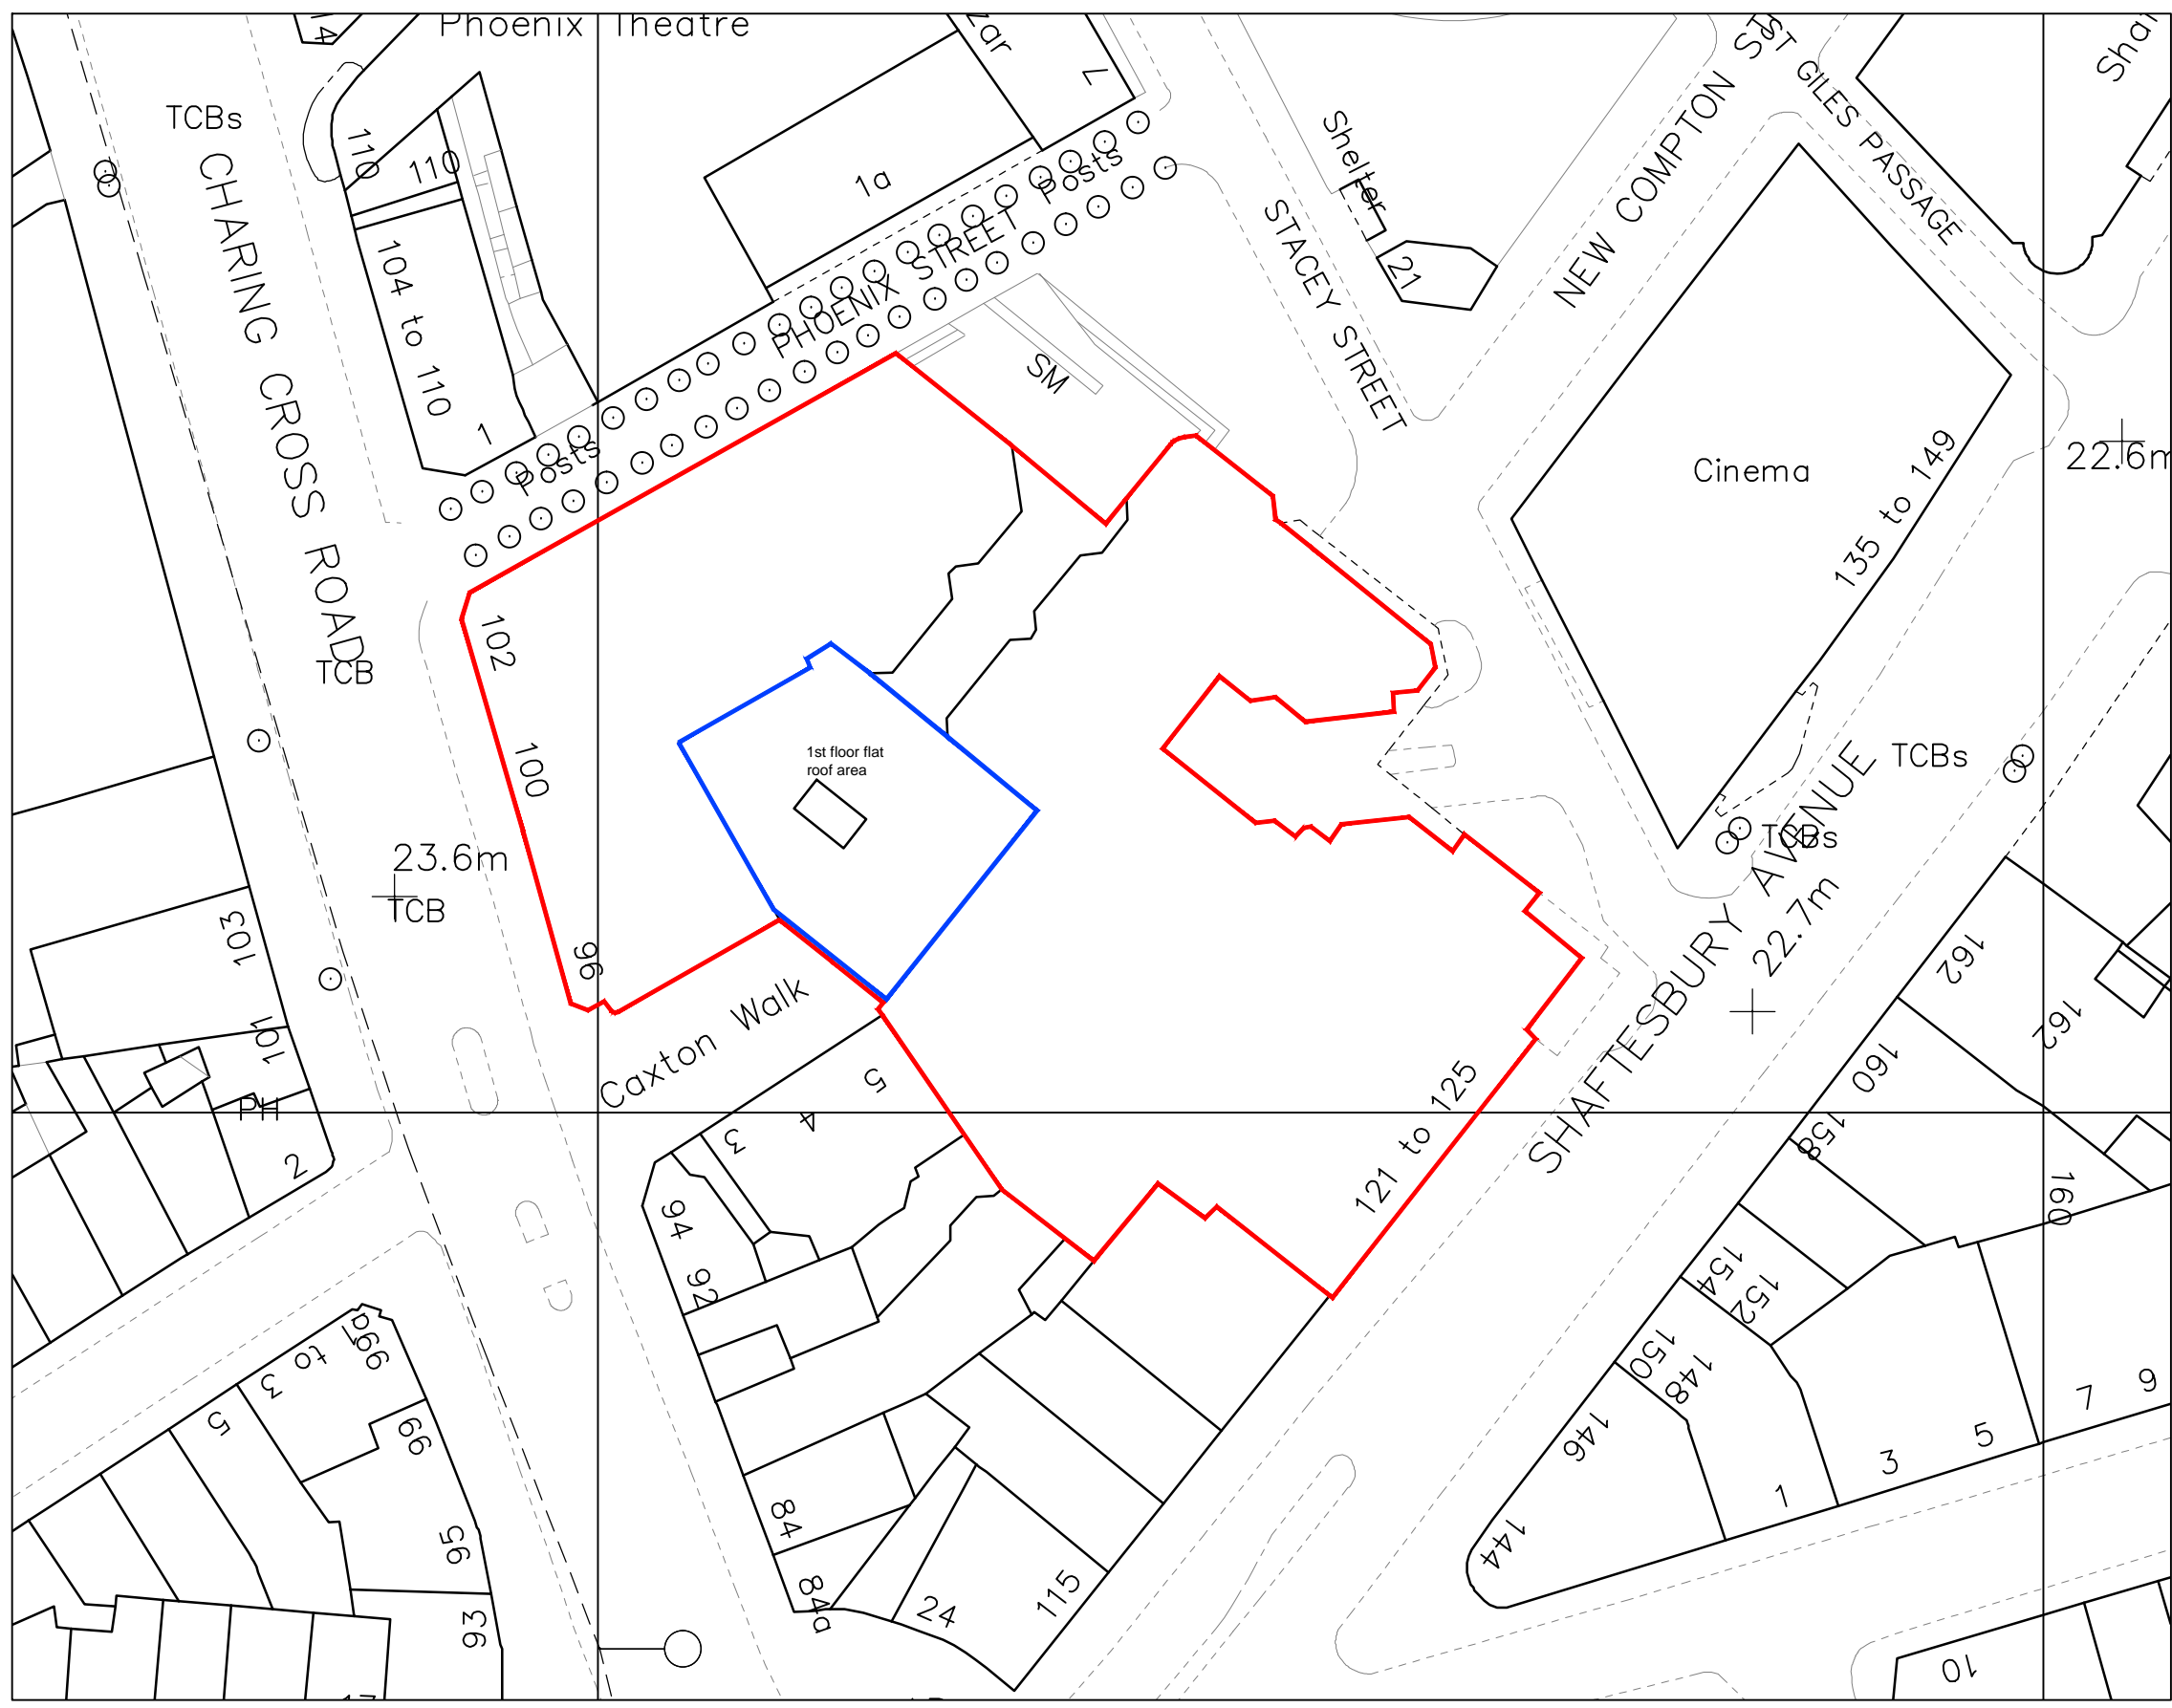 Phoenix Theatre
TCBs
CHARING CROSS ROAD
110
110
104 to 110
1
1a
7
Posts
PHOENIX STREET
Posts
Shelter
21
STACEY STREET
NEW COMPTON ST
ST GILES PASSAGE
SM
Cinema
135 to 149
22.6m
102
TCB
100
1st floor flat
roof area
23.6m
TCB
96
TCBs
TCBs
SHAFTESBURY AVENUE
22.7m
103
101
PH
2
Caxton Walk
5
4
3
94
92
121 to 125
162
162
160
160
158
154
152
150
148
146
144
1
3
5
7
9
99a
1 to 3
5
99
95
93
84
84a
24
115
10